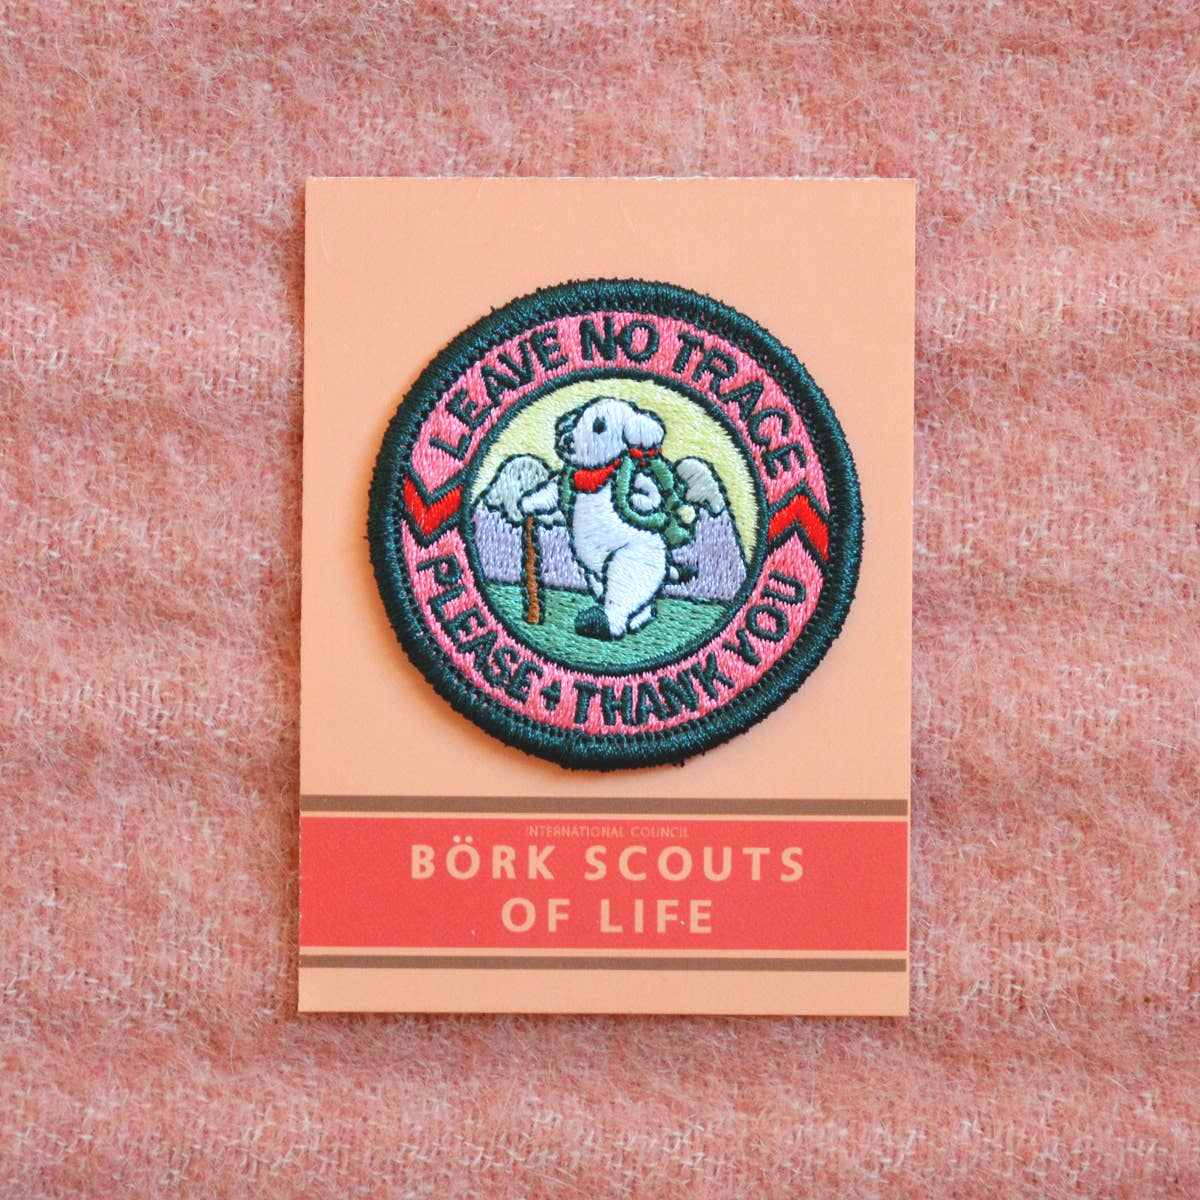 LEAVE NO TRACE
PLEASE + THANK YOU
INTERNATIONAL COUNCIL
BÖRK SCOUTS
OF LIFE